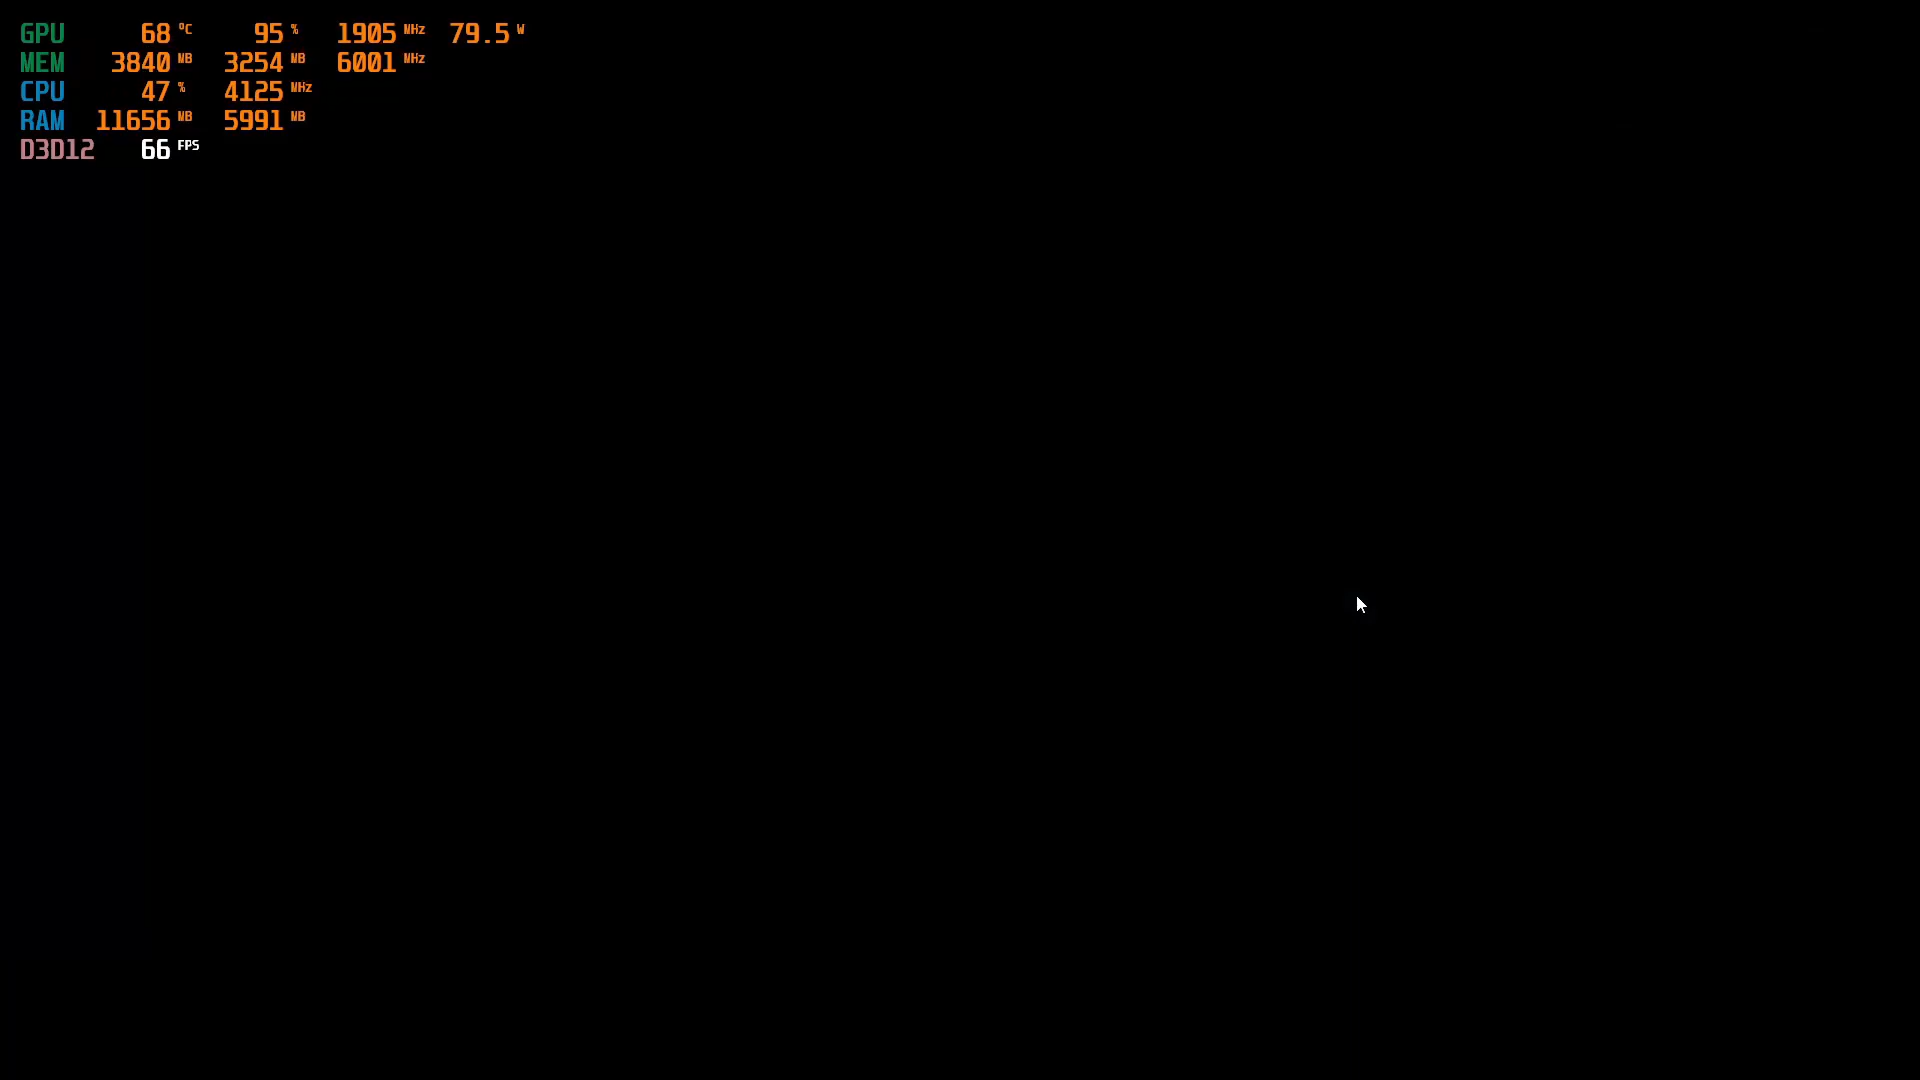 GPU 68 °C 95 % 1905 MHz 79.5 W
MEM 3840 MB 3254 MB 6001 MHz
CPU 47 % 4125 MHz
RAM 11656 MB 5991 MB
D3D12 66 FPS